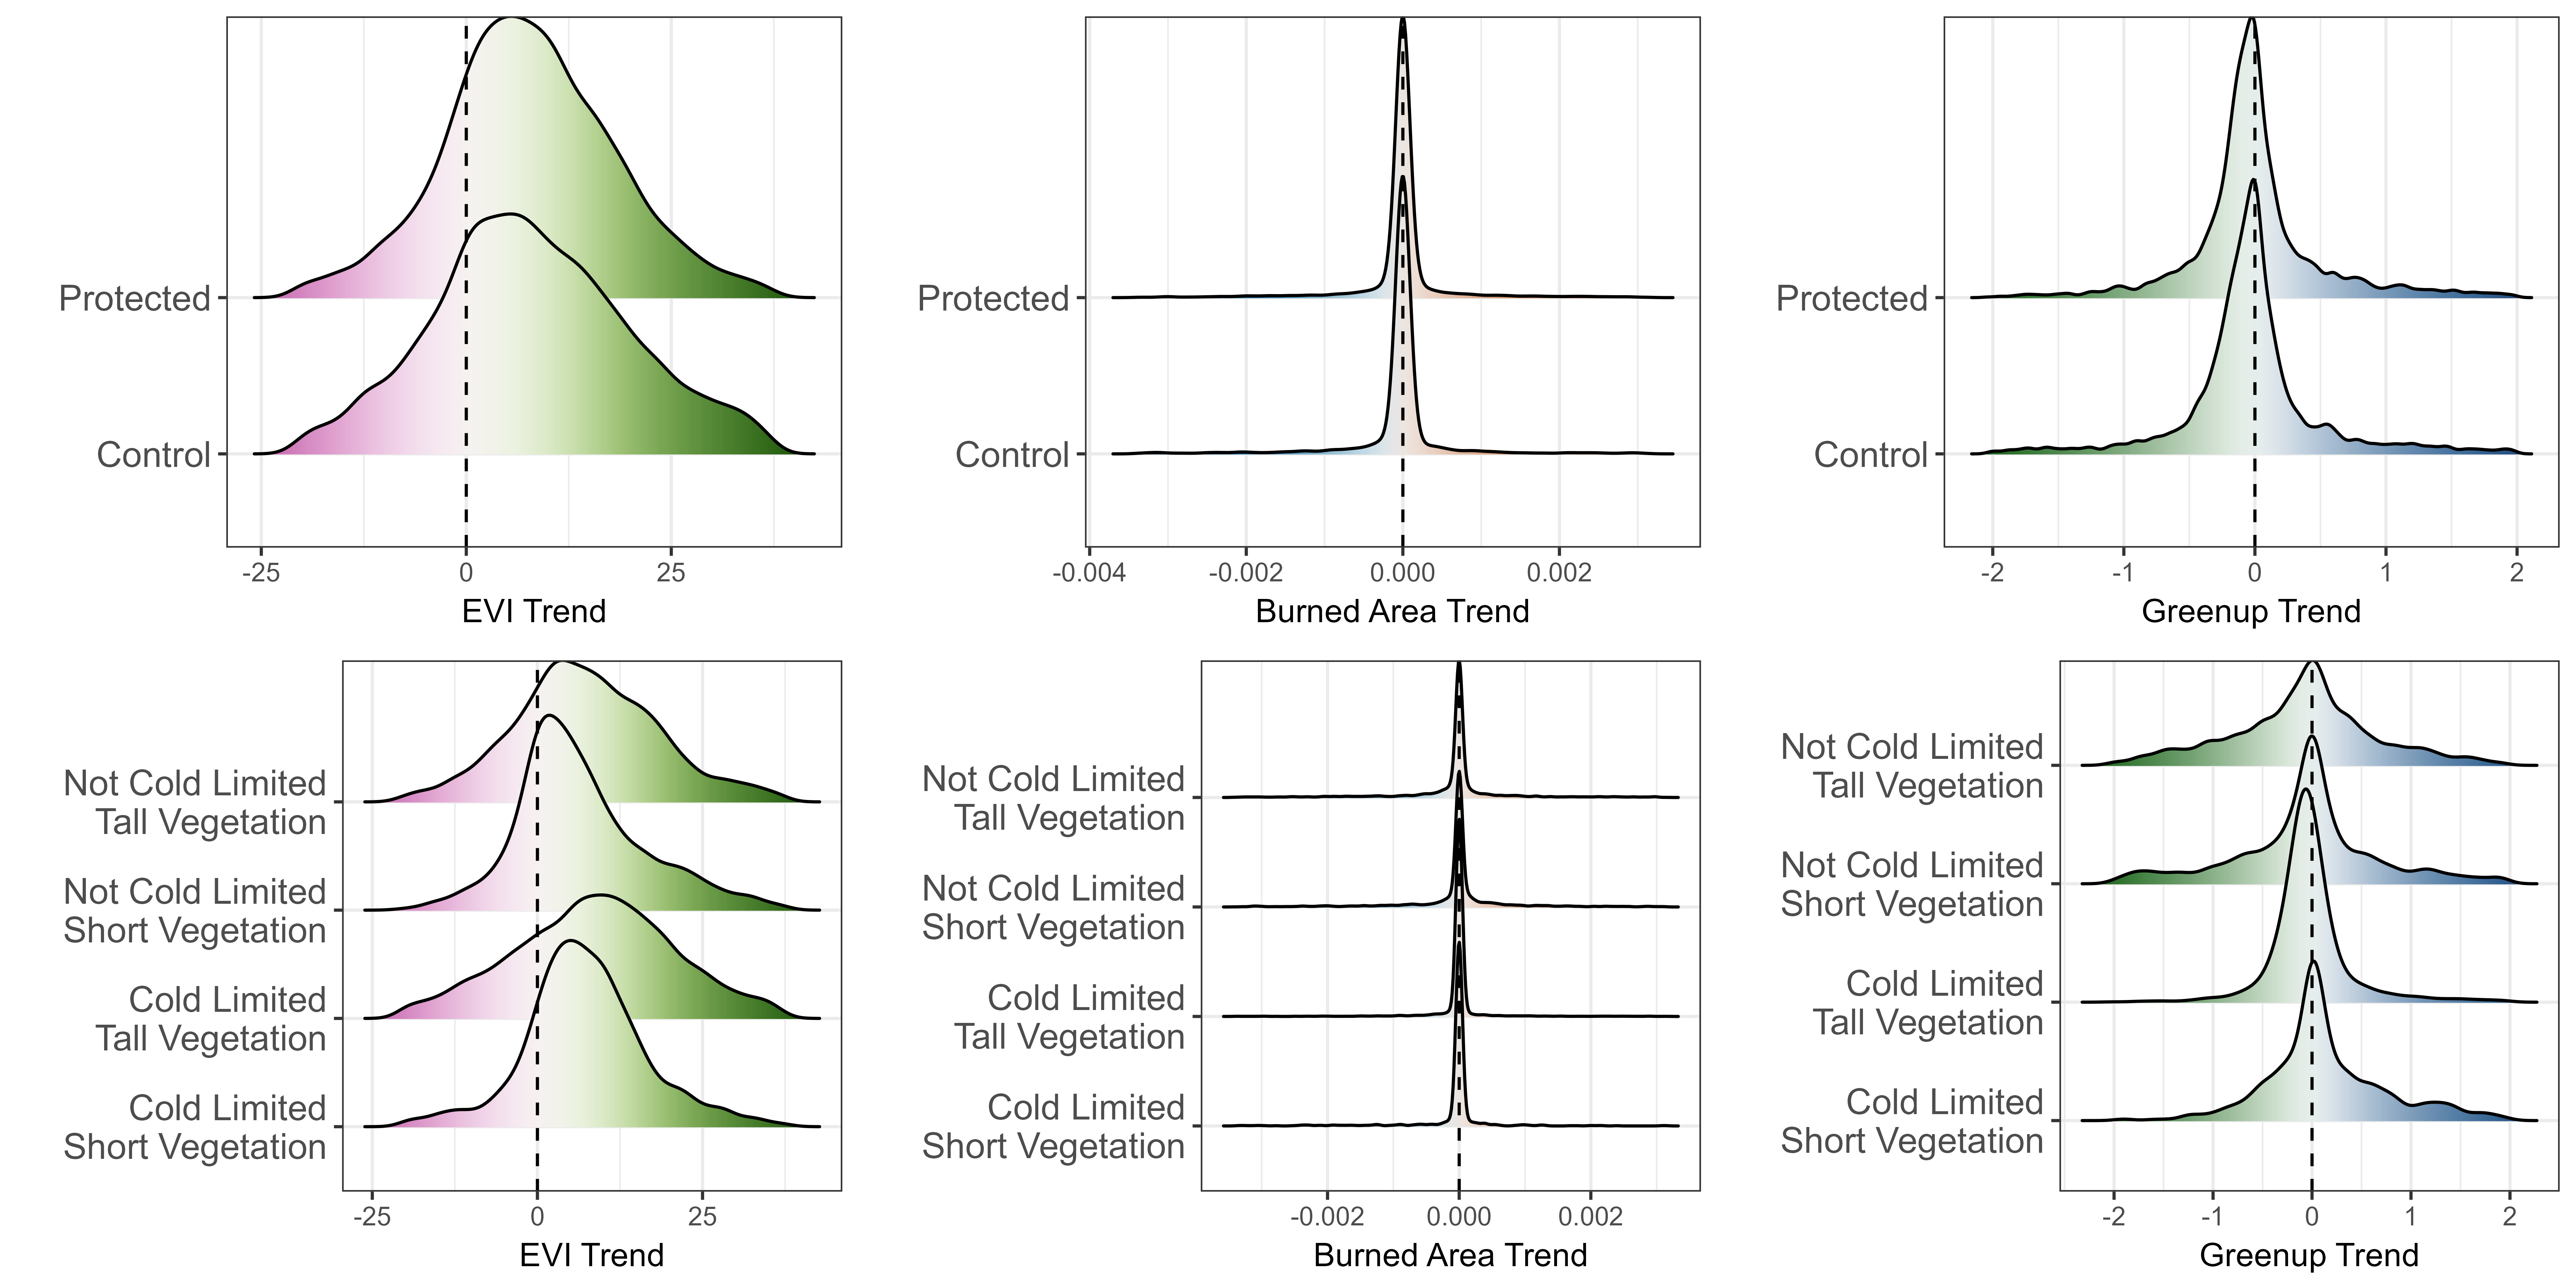 Protected
Control
-25 0 25
EVI Trend
Protected
Control
-0.004 -0.002 0.000 0.002
Burned Area Trend
Protected
Control
-2 -1 0 1 2
Greenup Trend
Not Cold Limited
Tall Vegetation
Not Cold Limited
Short Vegetation
Cold Limited
Tall Vegetation
Cold Limited
Short Vegetation
-25 0 25
EVI Trend
Not Cold Limited
Tall Vegetation
Not Cold Limited
Short Vegetation
Cold Limited
Tall Vegetation
Cold Limited
Short Vegetation
-0.002 0.000 0.002
Burned Area Trend
Not Cold Limited
Tall Vegetation
Not Cold Limited
Short Vegetation
Cold Limited
Tall Vegetation
Cold Limited
Short Vegetation
-2 -1 0 1 2
Greenup Trend